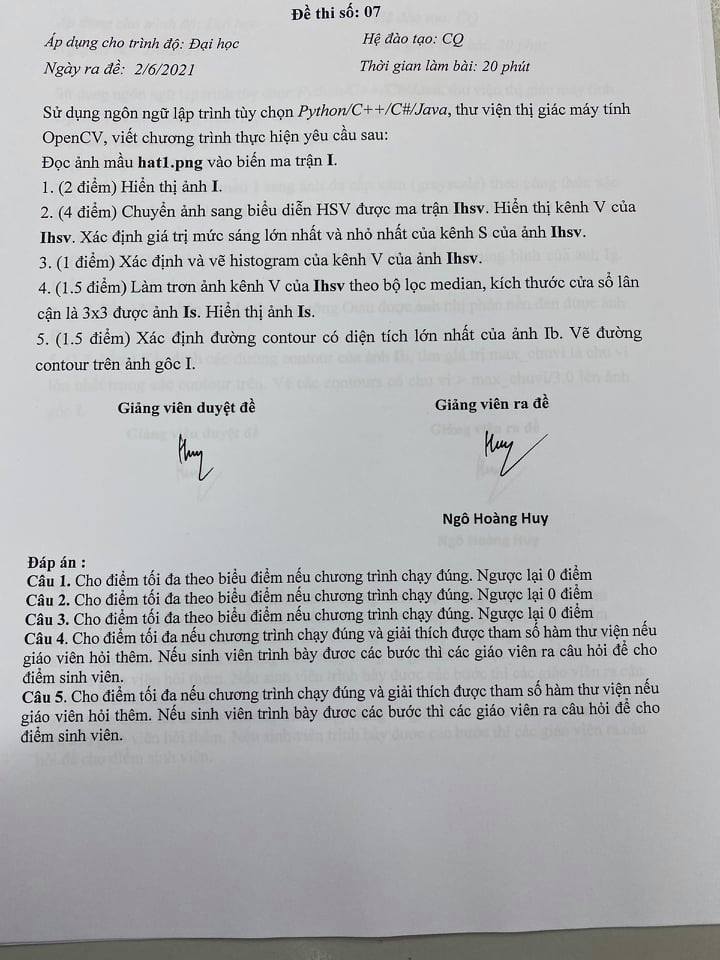 Đề thi số: 07
Áp dụng cho trình độ: Đại học Hệ đào tạo: CQ
Ngày ra đề: 2/6/2021 Thời gian làm bài: 20 phút
Sử dụng ngôn ngữ lập trình tùy chọn Python/C++/C#/Java, thư viện thị giác máy tính
OpenCV, viết chương trình thực hiện yêu cầu sau:
Đọc ảnh mầu hat1.png vào biến ma trận I.
1. (2 điểm) Hiển thị ảnh I.
2. (4 điểm) Chuyển ảnh sang biểu diễn HSV được ma trận Ihsv. Hiển thị kênh V của
Ihsv. Xác định giá trị mức sáng lớn nhất và nhỏ nhất của kênh S của ảnh Ihsv.
3. (1 điểm) Xác định và vẽ histogram của kênh V của ảnh Ihsv.
4. (1.5 điểm) Làm trơn ảnh kênh V của Ihsv theo bộ lọc median, kích thước cửa sổ lân
cận là 3x3 được ảnh Is. Hiển thị ảnh Is.
5. (1.5 điểm) Xác định đường contour có diện tích lớn nhất của ảnh Ib. Vẽ đường
contour trên ảnh gôc I.
Giảng viên duyệt đề Giảng viên ra đề
Huy Huy
Ngô Hoàng Huy
Đáp án :
Câu 1. Cho điểm tối đa theo biểu điểm nếu chương trình chạy đúng. Ngược lại 0 điểm
Câu 2. Cho điểm tối đa theo biểu điểm nếu chương trình chạy đúng. Ngược lại 0 điểm
Câu 3. Cho điểm tối đa theo biểu điểm nếu chương trình chạy đúng. Ngược lại 0 điểm
Câu 4. Cho điểm tối đa nếu chương trình chạy đúng và giải thích được tham số hàm thư viện nếu
giáo viên hỏi thêm. Nếu sinh viên trình bày đươc các bước thì các giáo viên ra câu hỏi để cho
điểm sinh viên.
Câu 5. Cho điểm tối đa nếu chương trình chạy đúng và giải thích được tham số hàm thư viện nếu
giáo viên hỏi thêm. Nếu sinh viên trình bày đươc các bước thì các giáo viên ra câu hỏi để cho
điểm sinh viên.